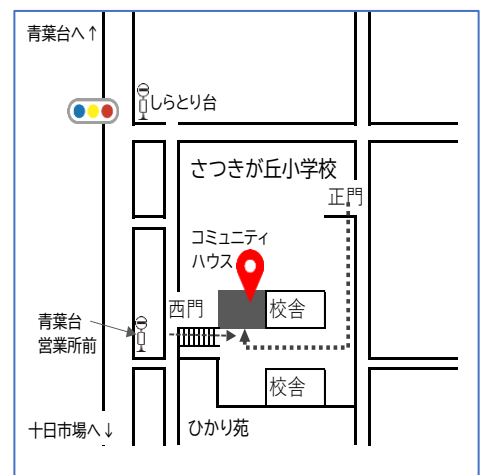 青葉台へ↑
しらとり台
さつきが丘小学校
正門
コミュニティ
ハウス
西門
校舎
青葉台
営業所前
校舎
十日市場へ↓
ひかり苑